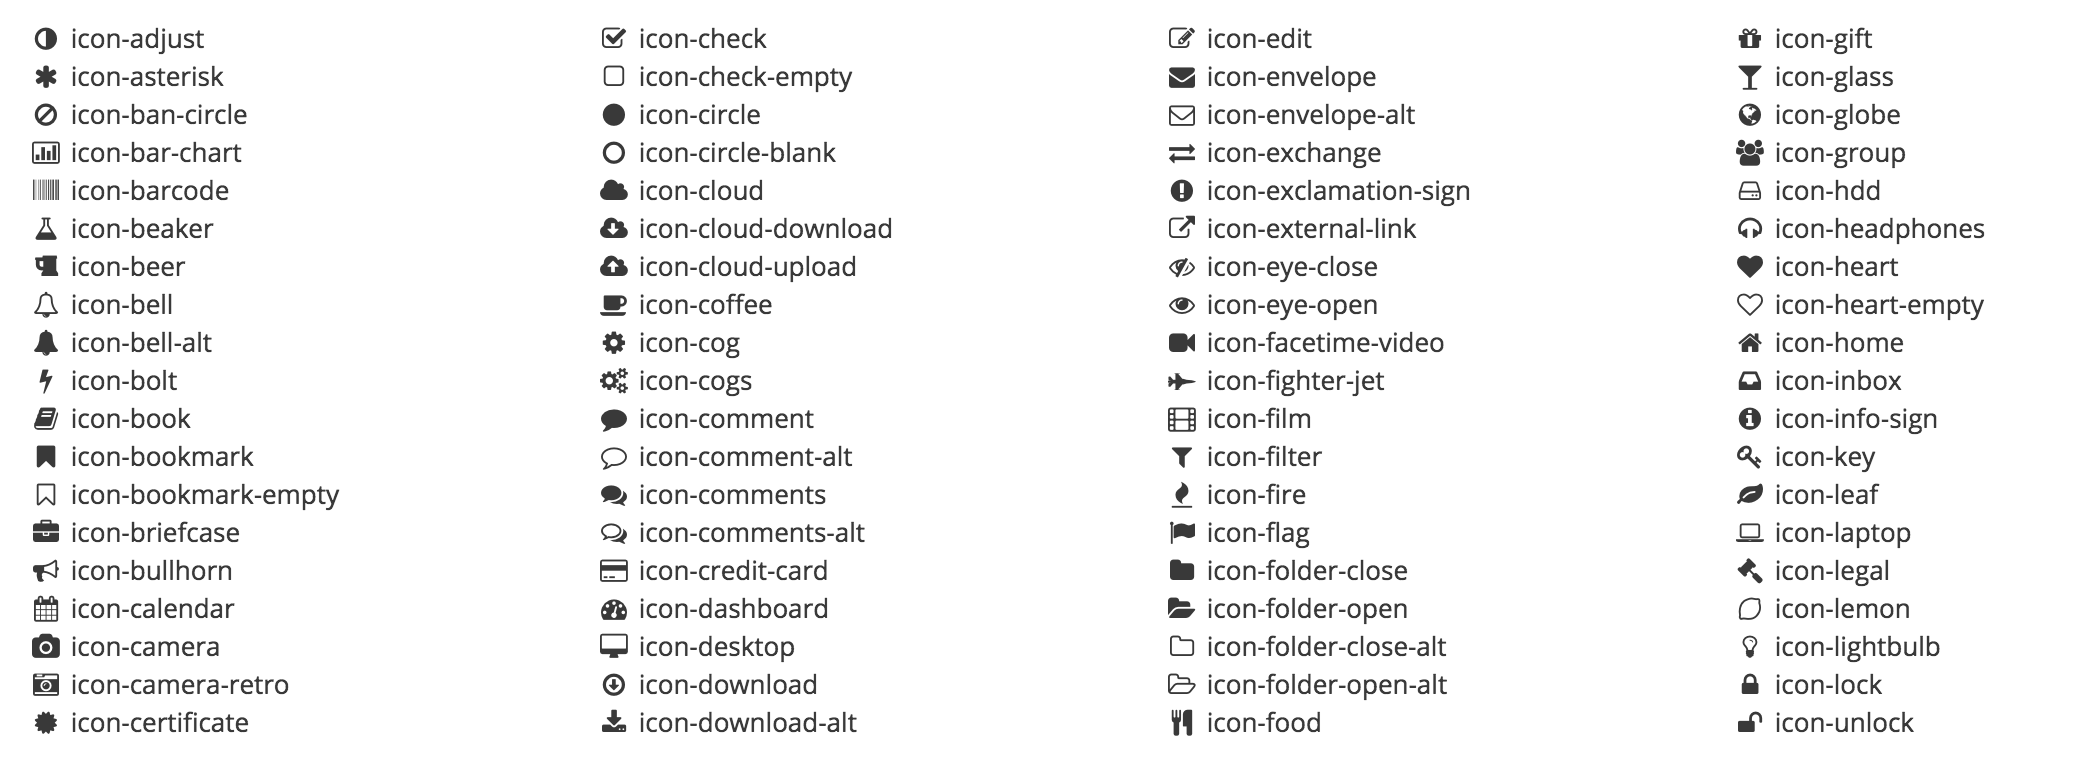 icon-adjust
icon-asterisk
icon-ban-circle
icon-bar-chart
icon-barcode
icon-beaker
icon-beer
icon-bell
icon-bell-alt
icon-bolt
icon-book
icon-bookmark
icon-bookmark-empty
icon-briefcase
icon-bullhorn
icon-calendar
icon-camera
icon-camera-retro
icon-certificate
icon-check
icon-check-empty
icon-circle
icon-circle-blank
icon-cloud
icon-cloud-download
icon-cloud-upload
icon-coffee
icon-cog
icon-cogs
icon-comment
icon-comment-alt
icon-comments
icon-comments-alt
icon-credit-card
icon-dashboard
icon-desktop
icon-download
icon-download-alt
icon-edit
icon-envelope
icon-envelope-alt
icon-exchange
icon-exclamation-sign
icon-external-link
icon-eye-close
icon-eye-open
icon-facetime-video
icon-fighter-jet
icon-film
icon-filter
icon-fire
icon-flag
icon-folder-close
icon-folder-open
icon-folder-close-alt
icon-folder-open-alt
icon-food
icon-gift
icon-glass
icon-globe
icon-group
icon-hdd
icon-headphones
icon-heart
icon-heart-empty
icon-home
icon-inbox
icon-info-sign
icon-key
icon-leaf
icon-laptop
icon-legal
icon-lemon
icon-lightbulb
icon-lock
icon-unlock